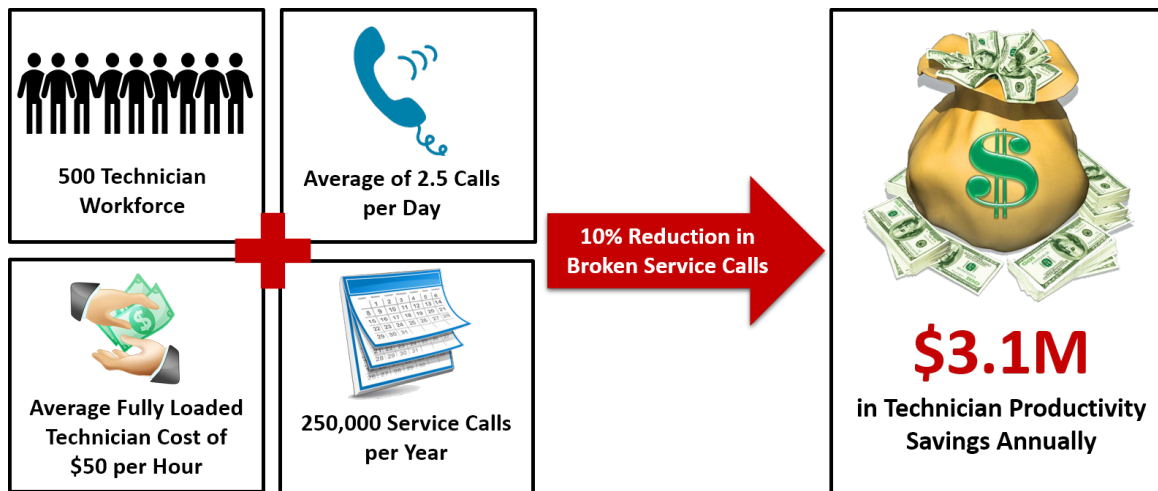 500 Technician
Workforce
Average of 2.5 Calls
per Day
Average Fully Loaded
Technician Cost of
$50 per Hour
250,000 Service Calls
per Year
10% Reduction in
Broken Service Calls
$
$3.1M
in Technician Productivity
Savings Annually